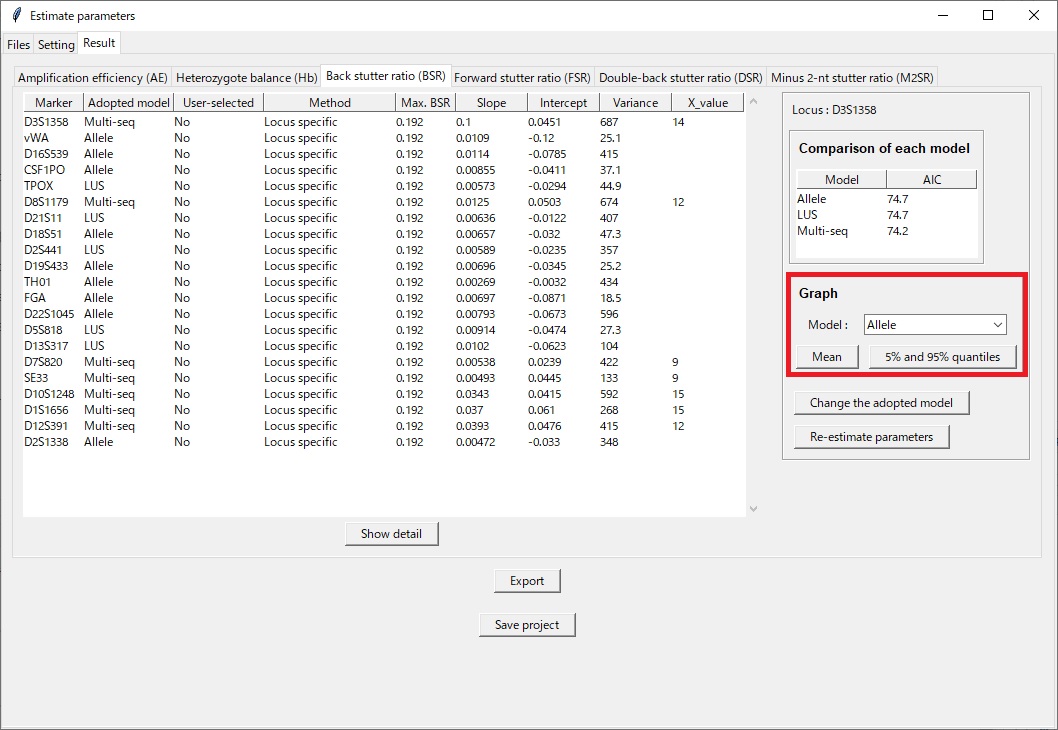 Estimate parameters
Files Setting Result
Amplification efficiency (AE) Heterozygote balance (Hb) Back stutter ratio (BSR) Forward stutter ratio (FSR) Double-back stutter ratio (DSR) Minus 2-nt stutter ratio (M2SR)
Marker Adopted model User-selected Method Max. BSR Slope Intercept Variance X_value
D3S1358 Multi-seq No Locus specific 0.192 0.1 0.0451 687 14
vWA Allele No Locus specific 0.192 0.0109 -0.12 25.1
D16S539 Allele No Locus specific 0.192 0.0114 -0.0785 415
CSF1PO Allele No Locus specific 0.192 0.00855 -0.0411 37.1
TPOX LUS No Locus specific 0.192 0.00573 -0.0294 44.9
D8S1179 Multi-seq No Locus specific 0.192 0.0125 0.0503 674 12
D21S11 LUS No Locus specific 0.192 0.00636 -0.0122 407
D18S51 Allele No Locus specific 0.192 0.00657 -0.032 47.3
D2S441 LUS No Locus specific 0.192 0.00589 -0.0235 357
D19S433 Allele No Locus specific 0.192 0.00696 -0.0345 25.2
TH01 Allele No Locus specific 0.192 0.00269 -0.0032 434
FGA Allele No Locus specific 0.192 0.00697 -0.0871 18.5
D22S1045 Allele No Locus specific 0.192 0.00793 -0.0673 596
D5S818 LUS No Locus specific 0.192 0.00914 -0.0474 27.3
D13S317 LUS No Locus specific 0.192 0.0102 -0.0623 104
D7S820 Multi-seq No Locus specific 0.192 0.00538 0.0239 422 9
SE33 Multi-seq No Locus specific 0.192 0.00493 0.0445 133 9
D10S1248 Multi-seq No Locus specific 0.192 0.0343 0.0415 592 15
D1S1656 Multi-seq No Locus specific 0.192 0.037 0.061 268 15
D12S391 Multi-seq No Locus specific 0.192 0.0393 0.0476 415 12
D2S1338 Allele No Locus specific 0.192 0.00472 -0.033 348
Show detail
Locus : D3S1358
Comparison of each model
Model AIC
Allele 74.7
LUS 74.7
Multi-seq 74.2
Graph
Model : Allele
Mean 5% and 95% quantiles
Change the adopted model
Re-estimate parameters
Export
Save project